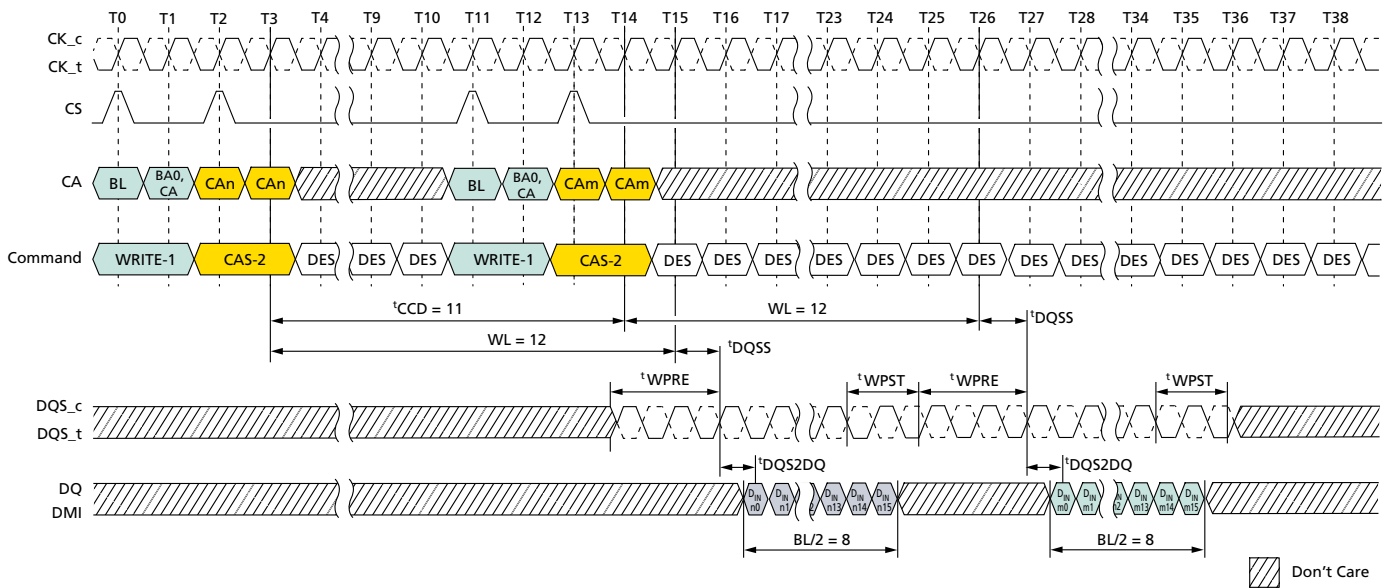 T0 T1 T2 T3 T4 T9 T10 T11 T12 T13 T14 T15 T16 T17 T23 T24 T25 T26 T27 T28 T34 T35 T36 T37 T38
CK_c
CK_t
CS
CA BL BA0, CA CAn CAn BL BA0, CA CAm CAm
Command WRITE-1 CAS-2 DES DES DES WRITE-1 CAS-2 DES DES DES DES DES DES DES DES DES DES DES DES DES DES
tCCD = 11 WL = 12 tDQSS
WL = 12 tDQSS
tWPRE tWPST tWPRE tWPST
DQS_c
DQS_t
tDQS2DQ tDQS2DQ
DQ
DMI
DIN n0 DIN n1 DIN n13 DIN n14 DIN n15 DIN m0 DIN m1 DIN m13 DIN m14 DIN m15
BL/2 = 8 BL/2 = 8
Don't Care